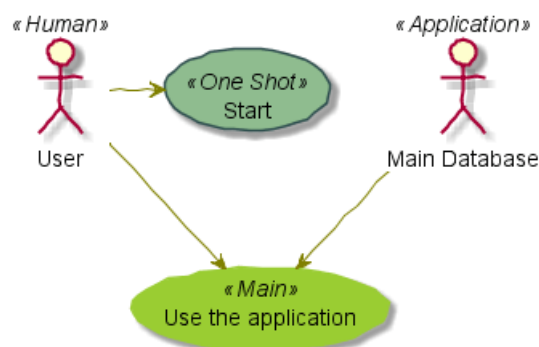 «Human»
User
«One Shot»
Start
«Application»
Main Database
«Main»
Use the application